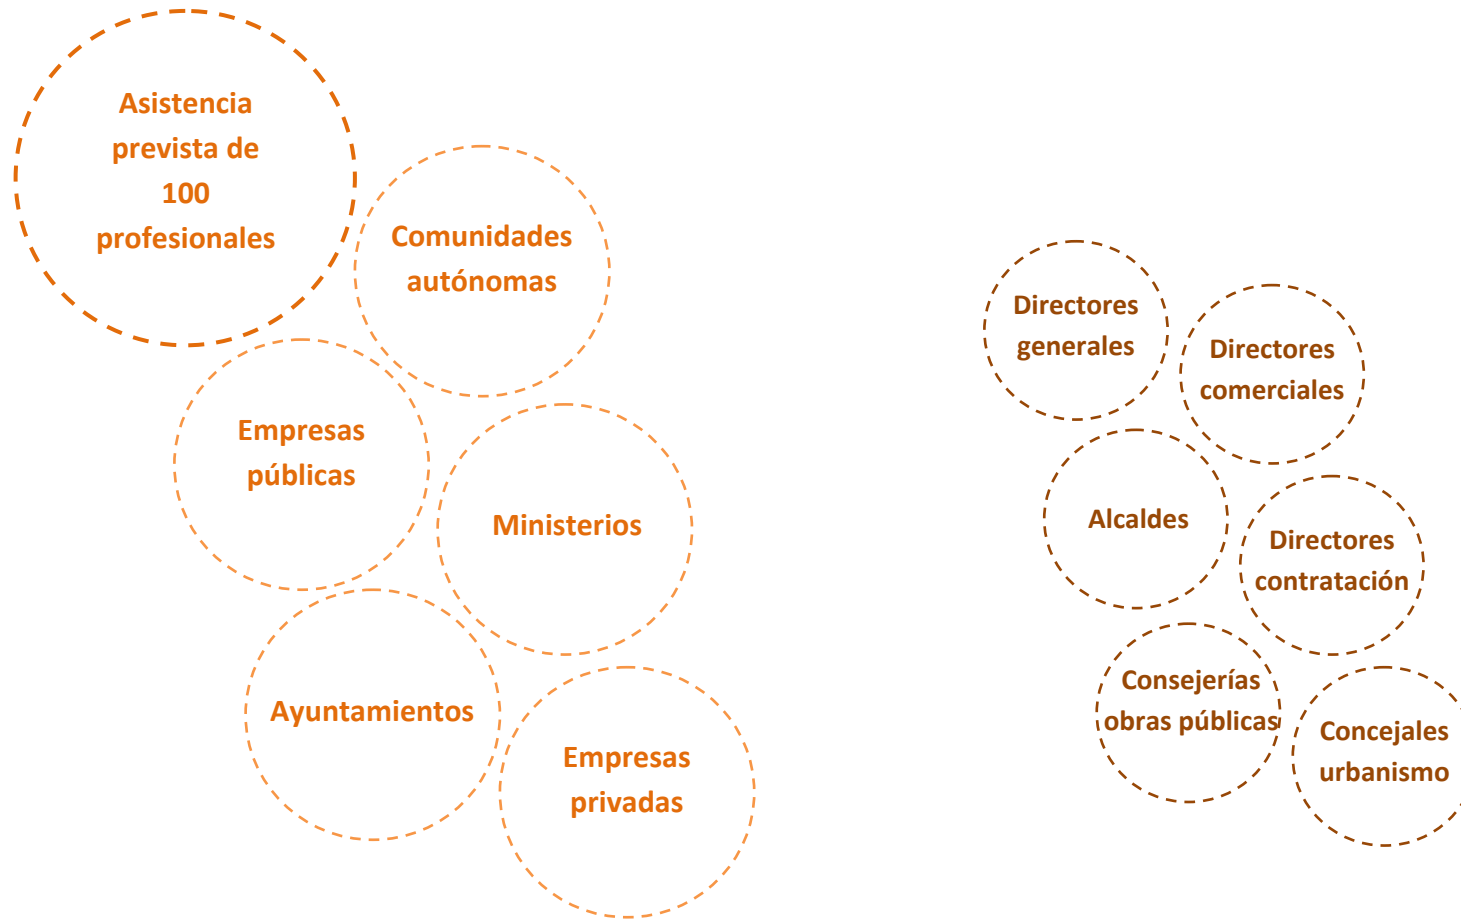 Asistencia
prevista de
100
profesionales
Comunidades
autónomas
Empresas
públicas
Ministerios
Ayuntamientos
Empresas
privadas
Directores
generales
Directores
comerciales
Alcaldes
Directores
contratación
Consejerías
obras públicas
Concejales
urbanismo